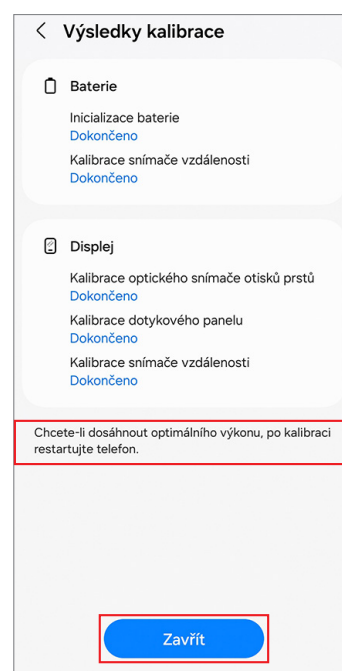 Výsledky kalibrace
Baterie
Inicializace baterie
Dokončeno
Kalibrace snímače vzdálenosti
Dokončeno
Displej
Kalibrace optického snímače otisků prstů
Dokončeno
Kalibrace dotykového panelu
Dokončeno
Kalibrace snímače vzdálenosti
Dokončeno
Chcete-li dosáhnout optimálního výkonu, po kalibraci
restartujte telefon.
Zavřít